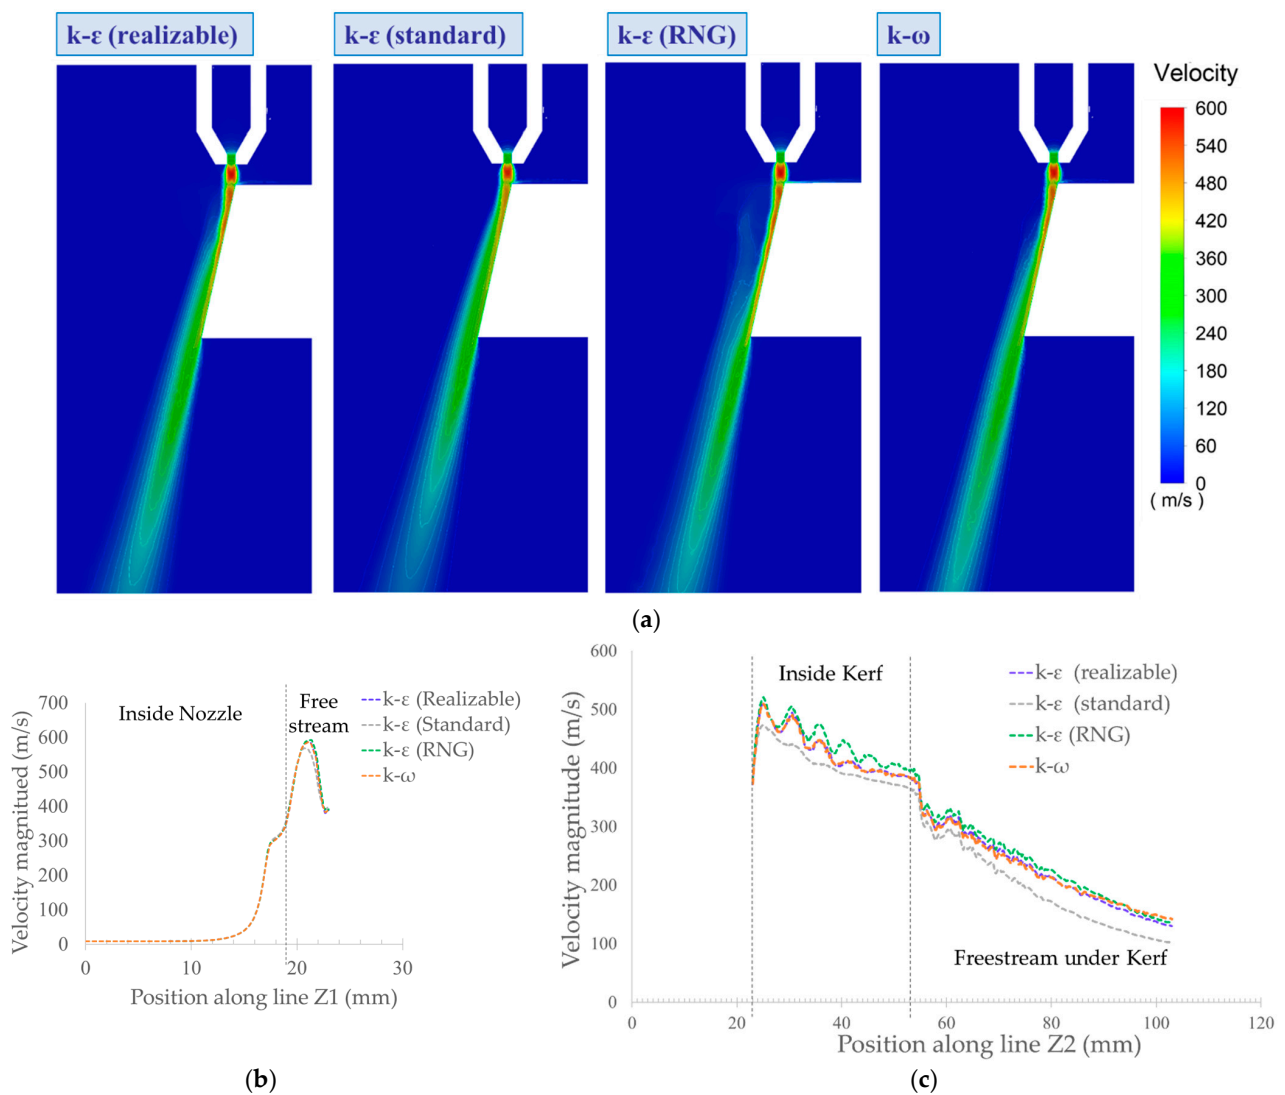 k-ε (realizable)
k-ε (standard)
k-ε (RNG)
k-ω
Velocity
600
540
480
420
360
300
240
180
120
60
0
( m/s )
(a)
700
600
500
400
300
200
100
0
Velocity magnitued (m/s)
Inside Nozzle
Free
stream
k-ε (Realizable)
k-ε (Standard)
k-ε (RNG)
k-ω
0
10
20
30
Position along line Z1 (mm)
(b)
600
500
400
300
200
100
0
Velocity magnitude (m/s)
Inside Kerf
k-ε (realizable)
k-ε (standard)
k-ε (RNG)
k-ω
Freestream under Kerf
0
20
40
60
80
100
120
Position along line Z2 (mm)
(c)